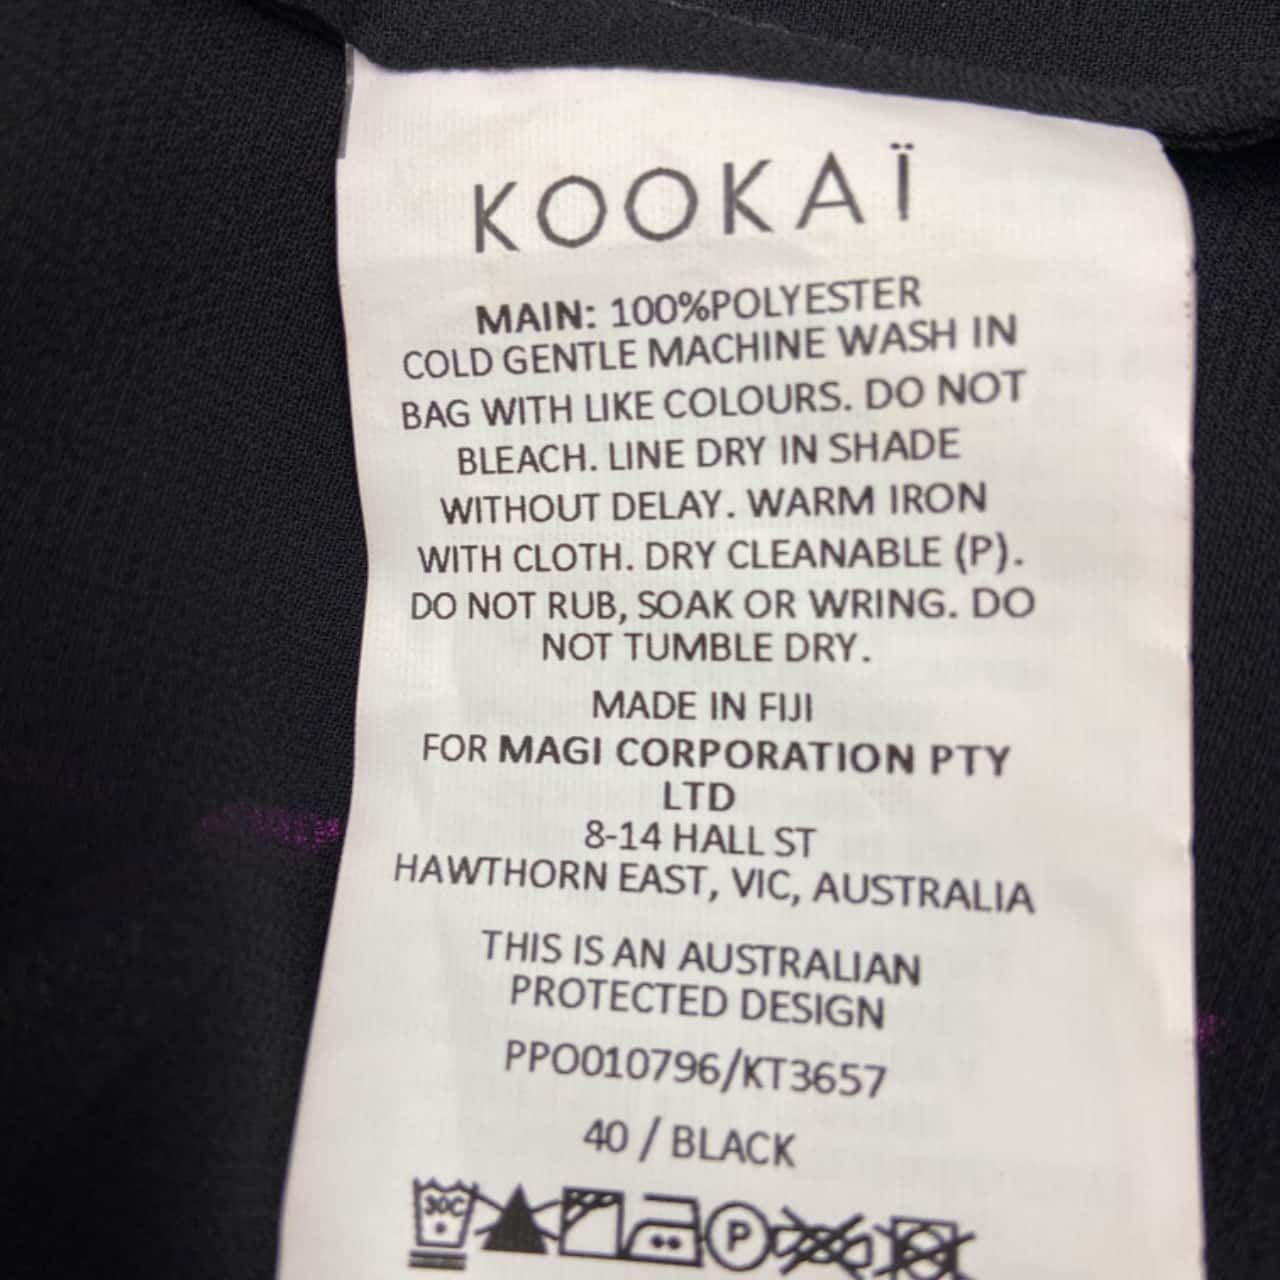 KOOKAÏ
MAIN: 100%POLYESTER
COLD GENTLE MACHINE WASH IN
BAG WITH LIKE COLOURS. DO NOT
BLEACH. LINE DRY IN SHADE
WITHOUT DELAY. WARM IRON
WITH CLOTH. DRY CLEANABLE (P).
DO NOT RUB, SOAK OR WRING. DO
NOT TUMBLE DRY.
MADE IN FIJI
FOR MAGI CORPORATION PTY
LTD
8-14 HALL ST
HAWTHORN EAST, VIC, AUSTRALIA
THIS IS AN AUSTRALIAN
PROTECTED DESIGN
PPO010796/KT3657
40 / BLACK
30C P